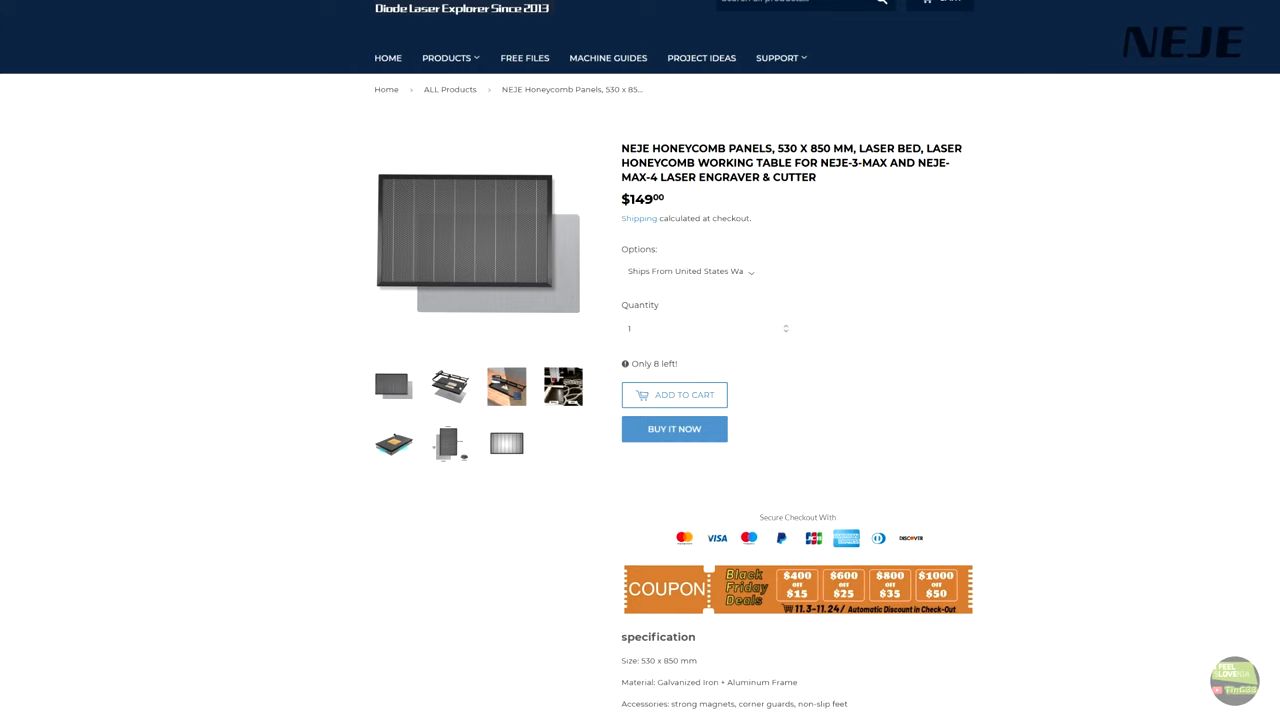 Diode Laser Explorer Since 2013
CART
NEJE
HOME PRODUCTS FREE FILES MACHINE GUIDES PROJECT IDEAS SUPPORT
Home › ALL Products › NEJE Honeycomb Panels, 530 x 85...
NEJE HONEYCOMB PANELS, 530 X 850 MM, LASER BED, LASER
HONEYCOMB WORKING TABLE FOR NEJE-3-MAX AND NEJE-
MAX-4 LASER ENGRAVER & CUTTER
$149.00
Shipping calculated at checkout.
Options:
Ships From United States Wa
Quantity
1
Only 8 left!
ADD TO CART
BUY IT NOW
Secure Checkout With
VISA JCB AMERICAN EXPRESS DISCOVER
COUPON
Black
Friday
Deals
$400 off $15
$600 off $25
$800 off $35
$1000 off $50
11.3-11.24/ Automatic Discount in Check-Out
specification
Size: 530 x 850 mm
Material: Galvanized Iron + Aluminum Frame
Accessories: strong magnets, corner guards, non-slip feet